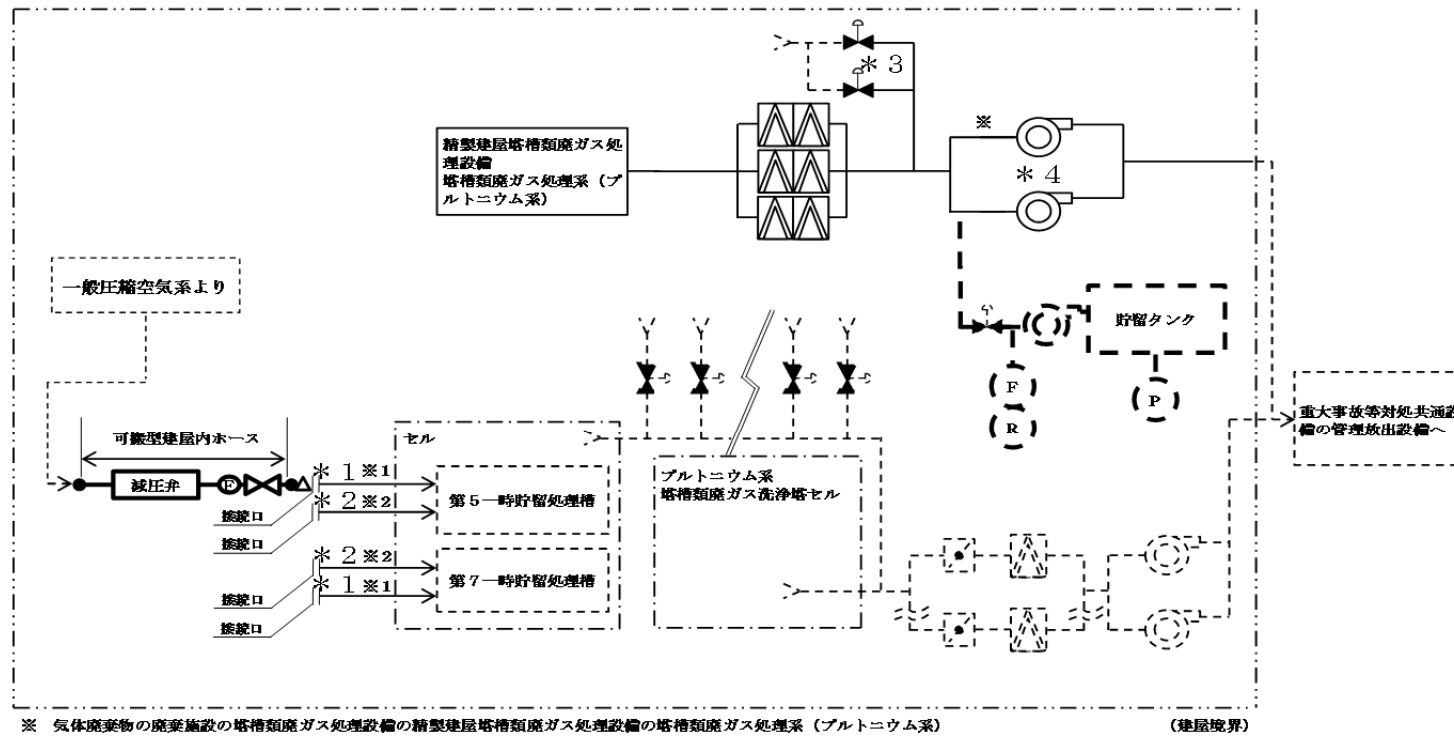 ＊３
精製建屋塔槽類廃ガス処
理設備
塔槽類廃ガス処理系（プ
ルトニウム系）
※
＊４
一般圧縮空気系より
貯留タンク
F
R
P
重大事故等対処共通設
備の管理放出設備へ
可搬型建屋内ホース
減圧弁
F
セル
＊１※1
＊２※2
第５一時貯留処理槽
接続口
接続口
＊２※2
＊１※1
第７一時貯留処理槽
接続口
接続口
プルトニウム系
塔槽類廃ガス洗浄塔セル
※　気体廃棄物の廃棄施設の塔槽類廃ガス処理設備の精製建屋塔槽類廃ガス処理設備の塔槽類廃ガス処理系（プルトニウム系）
（建屋境界）